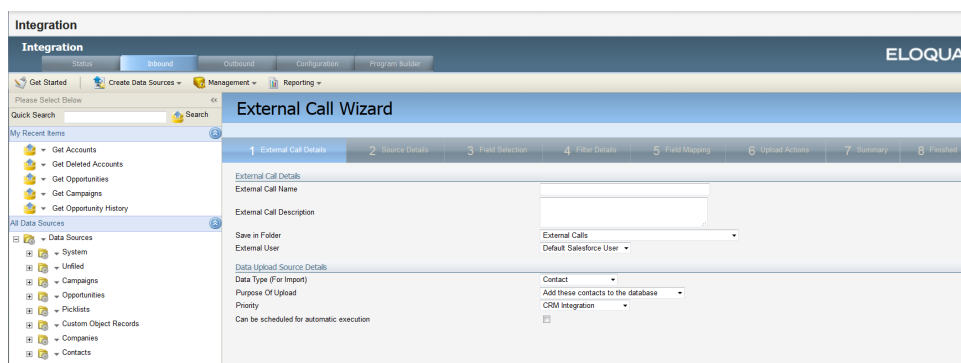 Integration
Integration
ELOQUA
Status Inbound Outbound Configuration Program Builder
Get Started Create Data Sources Management Reporting
Please Select Below
Quick Search Search
My Recent Items
Get Accounts
Get Deleted Accounts
Get Opportunities
Get Campaigns
Get Opportunity History
All Data Sources
Data Sources
System
Unfiled
Campaigns
Opportunities
Picklists
Custom Object Records
Companies
Contacts
External Call Wizard
1 External Call Details 2 Source Details 3 Field Selection 4 Filter Details 5 Field Mapping 6 Upload Actions 7 Summary 8 Finished
External Call Details
External Call Name
External Call Description
Save in Folder External Calls
External User Default Salesforce User
Data Upload Source Details
Data Type (For Import) Contact
Purpose Of Upload Add these contacts to the database
Priority CRM Integration
Can be scheduled for automatic execution